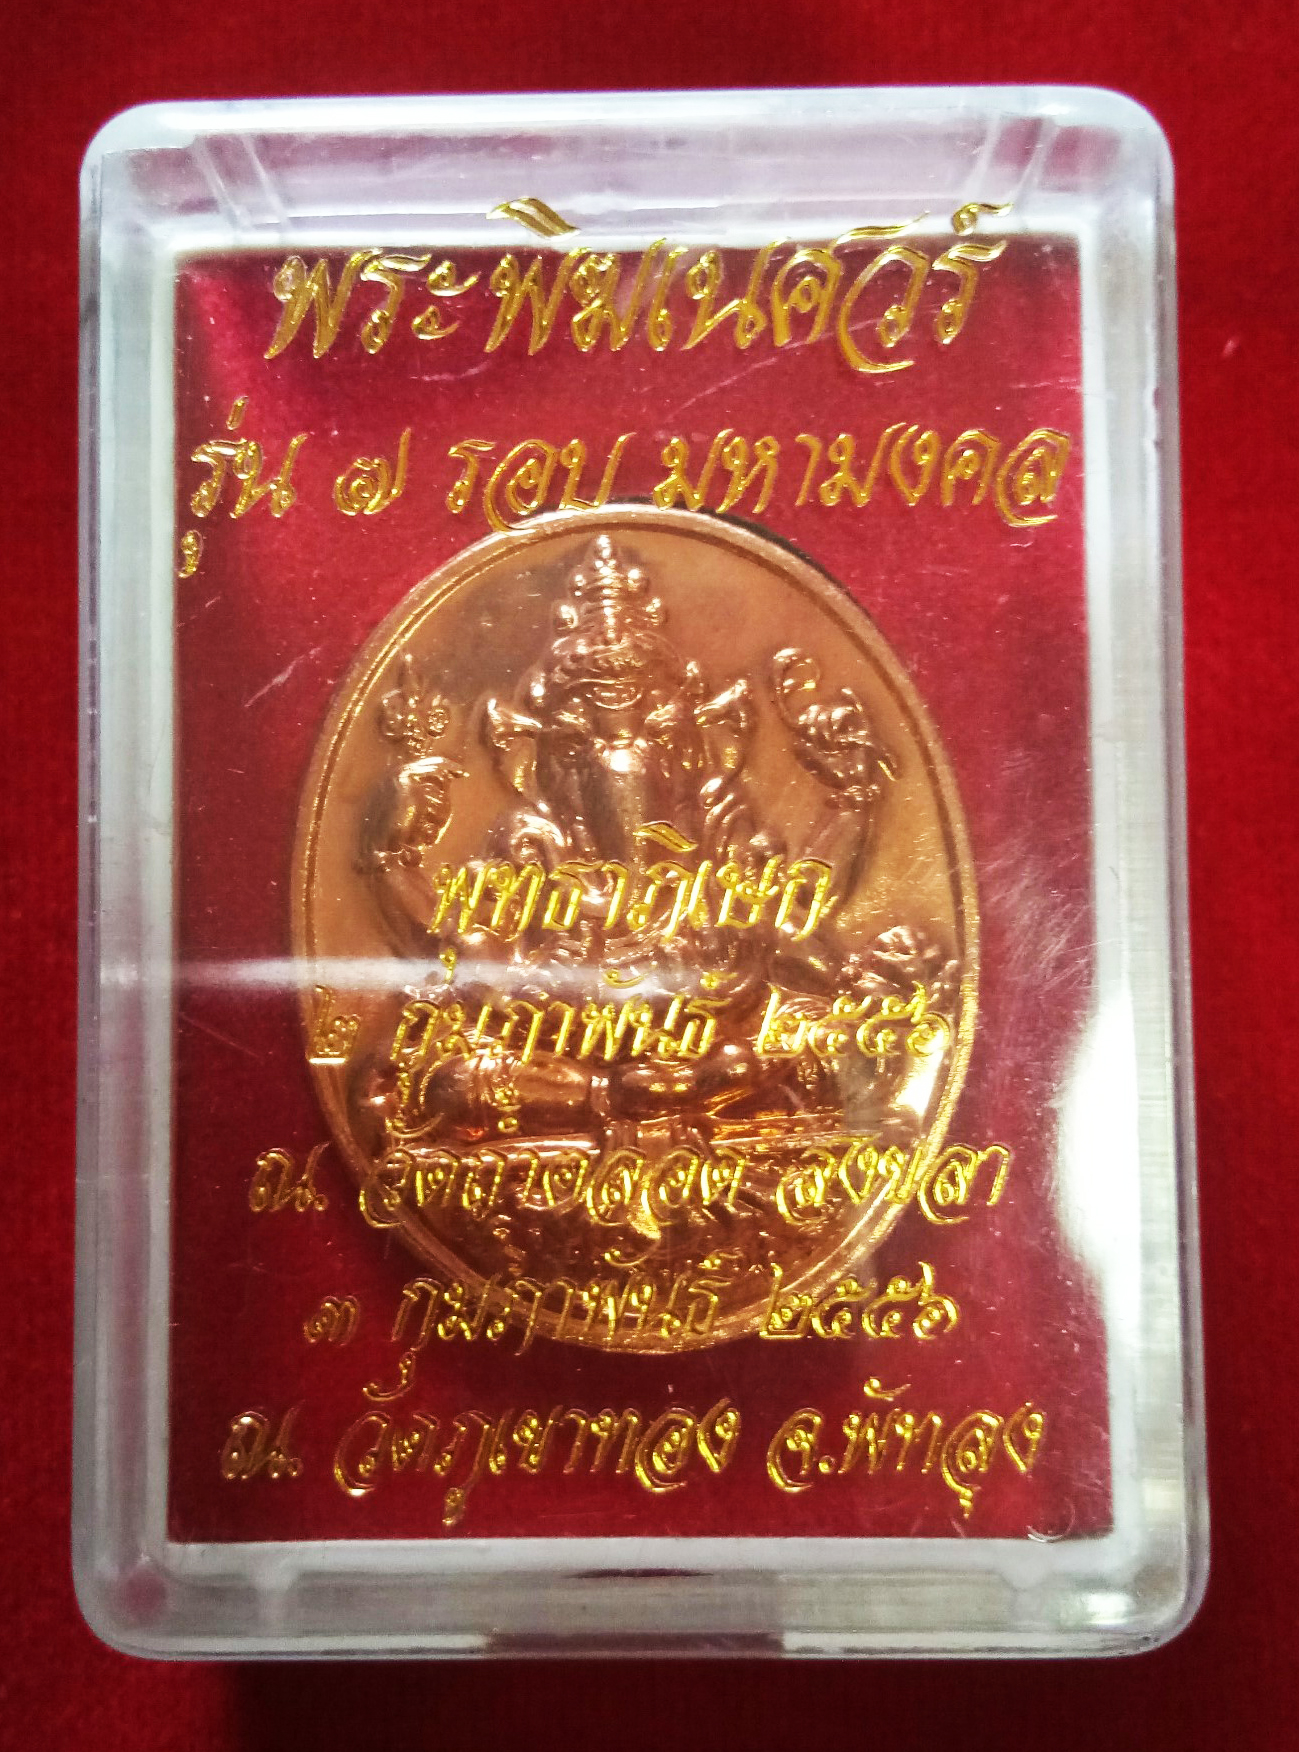 พระพิฆเนศวร์
รุ่น ๗ รอบ มหามงคล
พุทธาภิเษก
๒ กุมภาพันธ์ ๒๕๕๖
ณ. วัดถ้ำตลอด สงขลา
๓ กุมภาพันธ์ ๒๕๕๖
ณ. วัดภูเขาทอง จ.พัทลุง